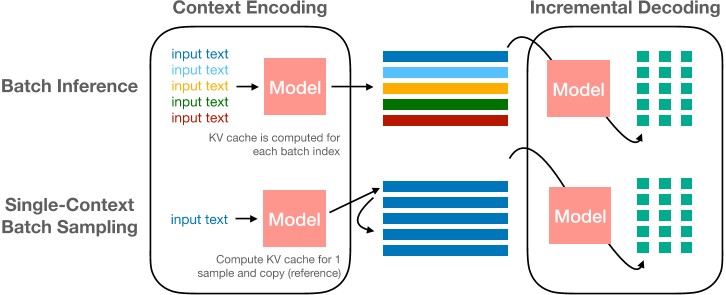 Context Encoding
Incremental Decoding
Batch Inference
input text
input text
input text
input text
input text
Model
Model
KV cache is computed for
each batch index
Single-Context
Batch Sampling
input text
Model
Model
Compute KV cache for 1
sample and copy (reference)